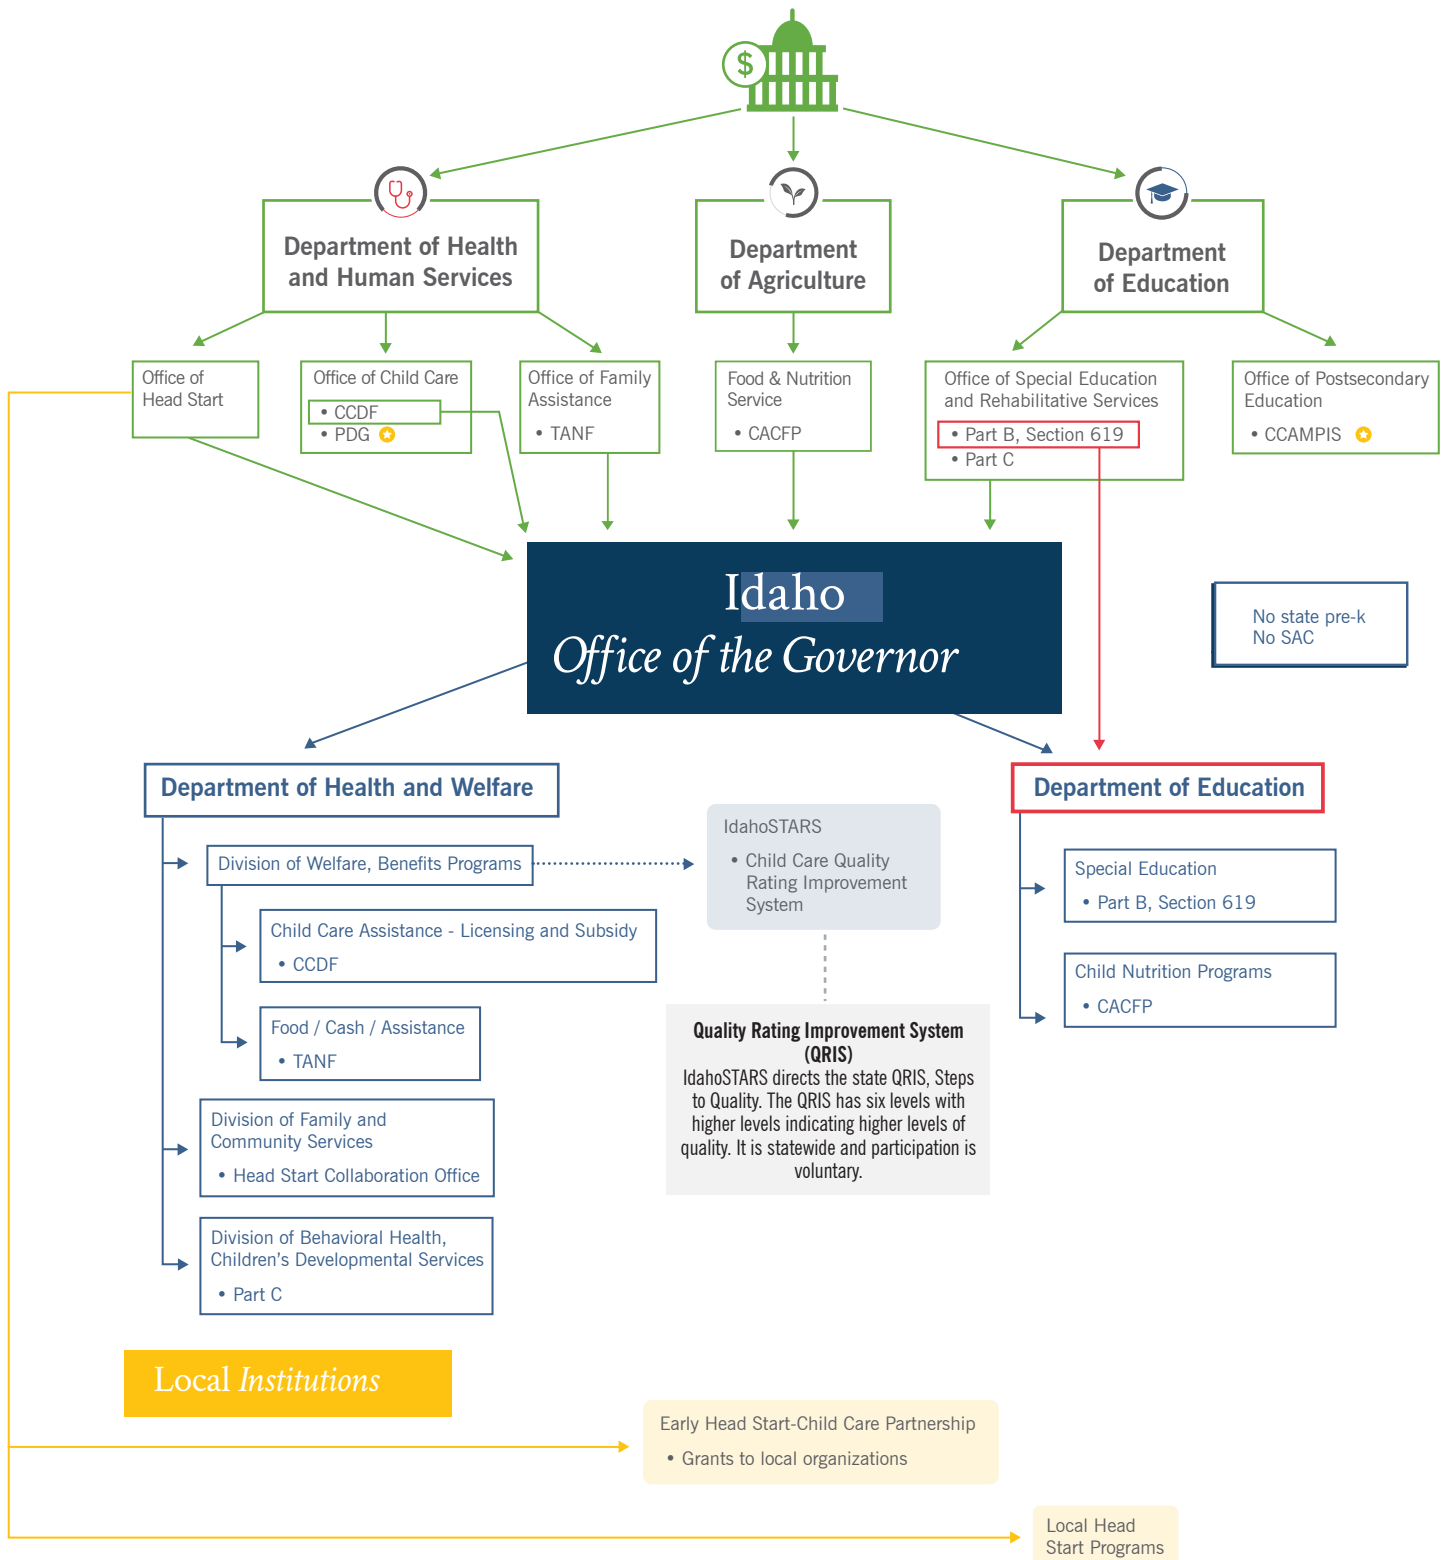 $
Department of Health
and Human Services
Department
of Agriculture
Department
of Education
Office of
Head Start
Office of Child Care
• CCDF
• PDG
Office of Family
Assistance
• TANF
Food & Nutrition
Service
• CACFP
Office of Special Education
and Rehabilitative Services
• Part B, Section 619
• Part C
Office of Postsecondary
Education
• CCAMPIS
Idaho
Office of the Governor
No state pre-k
No SAC
Department of Health and Welfare
Division of Welfare, Benefits Programs
Child Care Assistance - Licensing and Subsidy
• CCDF
Food / Cash / Assistance
• TANF
Division of Family and
Community Services
• Head Start Collaboration Office
Division of Behavioral Health,
Children's Developmental Services
• Part C
IdahoSTARS
• Child Care Quality
Rating Improvement
System
Quality Rating Improvement System
(QRIS)
IdahoSTARS directs the state QRIS, Steps
to Quality. The QRIS has six levels with
higher levels indicating higher levels of
quality. It is statewide and participation is
voluntary.
Department of Education
Special Education
• Part B, Section 619
Child Nutrition Programs
• CACFP
Local Institutions
Early Head Start-Child Care Partnership
• Grants to local organizations
Local Head
Start Programs